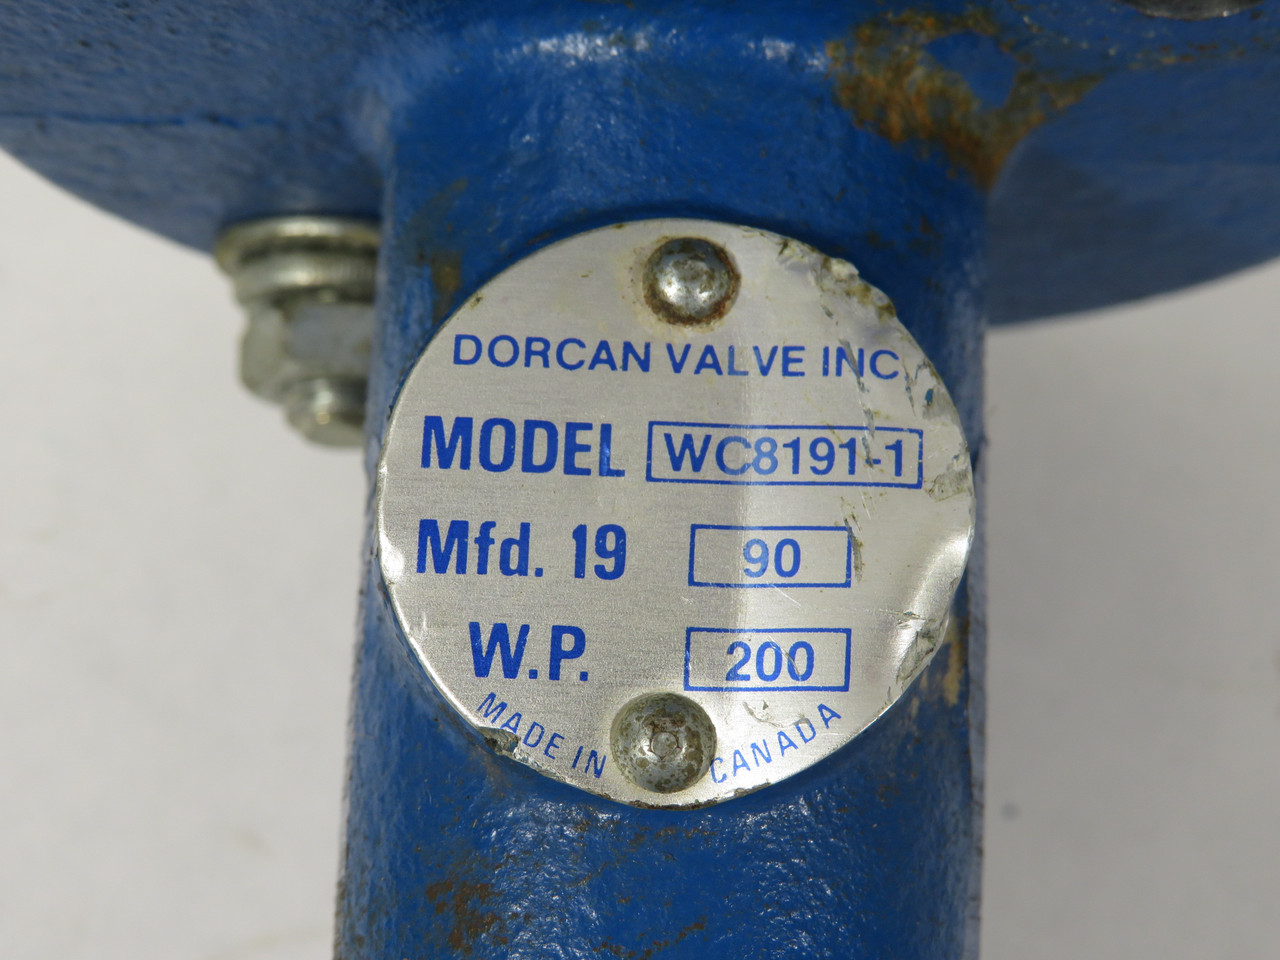 DORCAN VALVE INC.
MODEL WC8191-1
Mfd. 19 90
W.P. 200
MADE IN CANADA